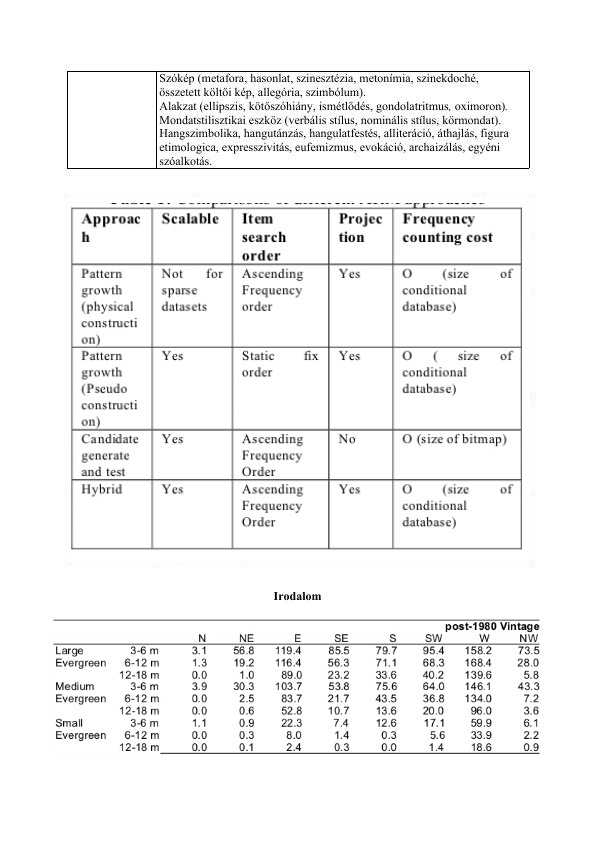 Szókép (metafora, hasonlat, szinesztézia, metonímia, szinekdoché,
összetett költői kép, allegória, szimbólum).
Alakzat (ellipszis, kötőszóhiány, ismétlődés, gondolatritmus, oximoron).
Mondatstilisztikai eszköz (verbális stílus, nominális stílus, körmondat).
Hangszimbolika, hangutánzás, hangulatfestés, alliteráció, áthajlás, figura
etimologica, expresszivitás, eufemizmus, evokáció, archaizálás, egyéni
szóalkotás.
Approac Scalable Item Projec Frequency
h search tion counting cost
order
Pattern Not for Ascending Yes O (size of
growth sparse Frequency conditional
(physical datasets order database)
constructi
on)
Pattern Yes Static fix Yes O ( size of
growth order conditional
(Pseudo database)
constructi
on)
Candidate Yes Ascending No O (size of bitmap)
generate Frequency
and test Order
Hybrid Yes Ascending Yes O (size of
Frequency conditional
Order database)
Irodalom
post-1980 Vintage
N NE E SE S SW W NW
Large 3-6 m 3.1 56.8 119.4 85.5 79.7 95.4 158.2 73.5
Evergreen 6-12 m 1.3 19.2 116.4 56.3 71.1 68.3 168.4 28.0
12-18 m 0.0 1.0 89.0 23.2 33.6 40.2 139.6 5.8
Medium 3-6 m 3.9 30.3 103.7 53.8 75.6 64.0 146.1 43.3
Evergreen 6-12 m 0.0 2.5 83.7 21.7 43.5 36.8 134.0 7.2
12-18 m 0.0 0.6 52.8 10.7 13.6 20.0 96.0 3.6
Small 3-6 m 1.1 0.9 22.3 7.4 12.6 17.1 59.9 6.1
Evergreen 6-12 m 0.0 0.3 8.0 1.4 0.3 5.6 33.9 2.2
12-18 m 0.0 0.1 2.4 0.3 0.0 1.4 18.6 0.9